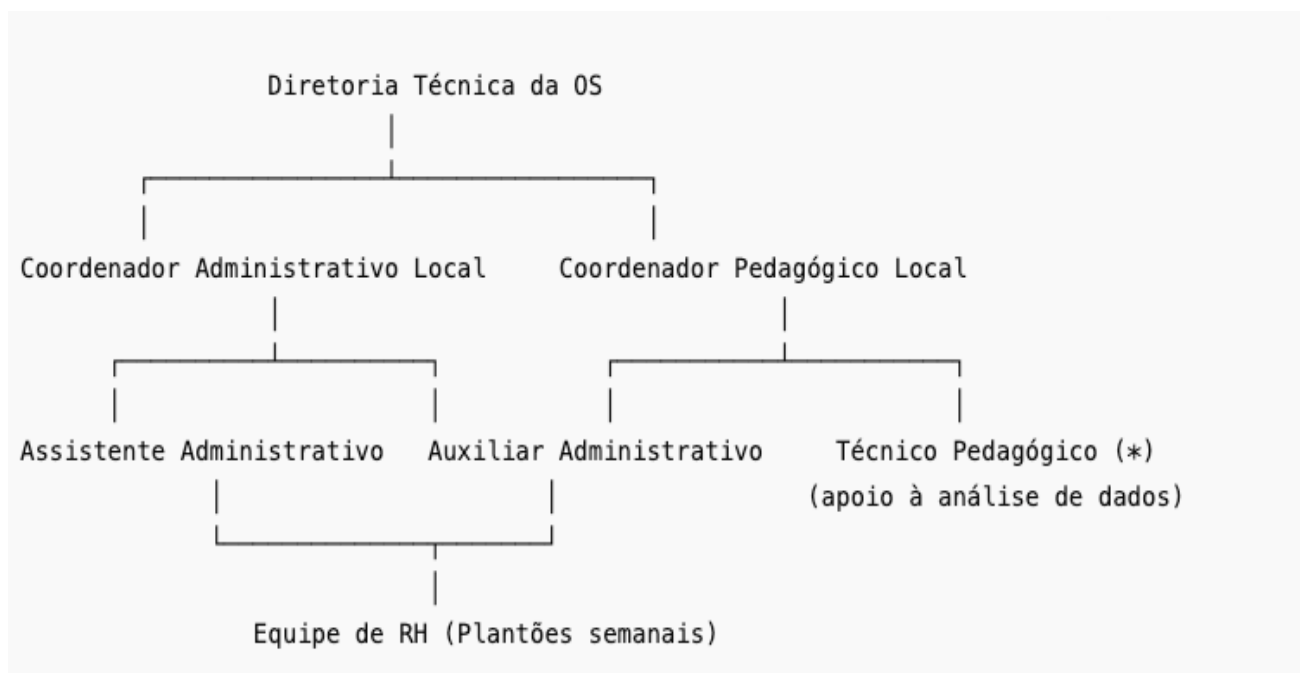 Diretoria Técnica da OS
Coordenador Administrativo Local Coordenador Pedagógico Local
Assistente Administrativo Auxiliar Administrativo Técnico Pedagógico (*)
(apoio à análise de dados)
Equipe de RH (Plantões semanais)